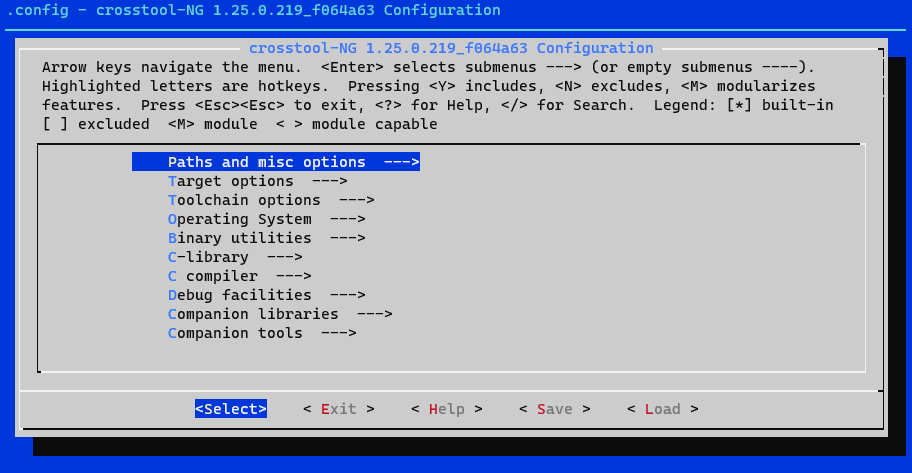 .config - crosstool-NG 1.25.0.219_f064a63 Configuration
crosstool-NG 1.25.0.219_f064a63 Configuration
Arrow keys navigate the menu.  <Enter> selects submenus ---> (or empty submenus ----).
Highlighted letters are hotkeys.  Pressing <Y> includes, <N> excludes, <M> modularizes
features.  Press <Esc><Esc> to exit, <?> for Help, </> for Search.  Legend: [*] built-in
[ ] excluded  <M> module  < > module capable
Paths and misc options  --->
Target options  --->
Toolchain options  --->
Operating System  --->
Binary utilities  --->
C-library  --->
C compiler  --->
Debug facilities  --->
Companion libraries  --->
Companion tools  --->
<Select>    < Exit >    < Help >    < Save >    < Load >